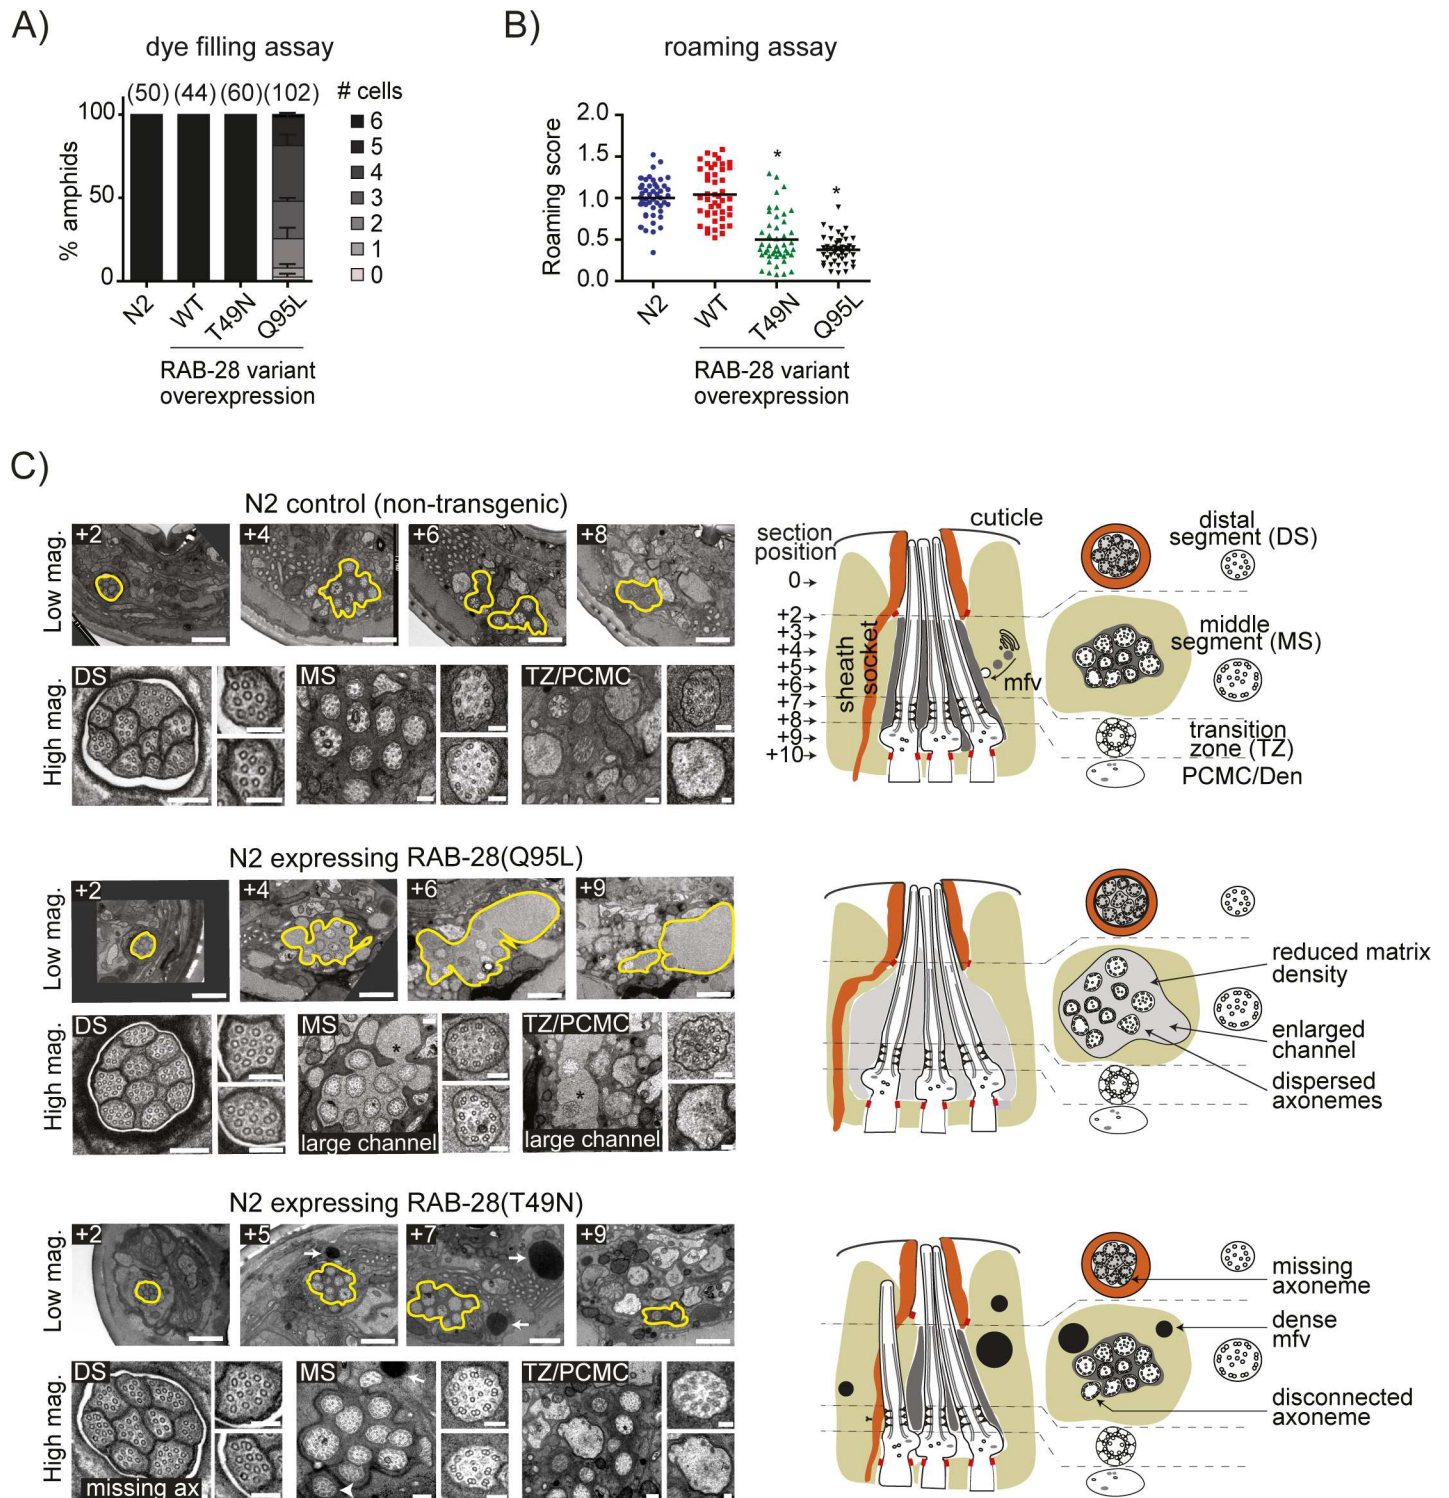 A)
dye filling assay
(50) (44) (60) (102)
# cells
100
50
0
% amphids
6
5
4
3
2
1
0
N2
WT
T49N
Q95L
RAB-28 variant
overexpression
B)
roaming assay
2.0
1.5
1.0
0.5
0.0
Roaming score
*
*
N2
WT
T49N
Q95L
RAB-28 variant
overexpression
C)
N2 control (non-transgenic)
Low mag.
+2
+4
+6
+8
High mag.
DS
MS
TZ/PCMC
section
position
0
+2
+3
+4
+5
+6
+7
+8
+9
+10
cuticle
sheath
socket
mfv
distal
segment (DS)
middle
segment (MS)
transition
zone (TZ)
PCMC/Den
N2 expressing RAB-28(Q95L)
Low mag.
+2
+4
+6
+9
High mag.
DS
MS
*
large channel
TZ/PCMC
*
large channel
reduced matrix
density
enlarged
channel
dispersed
axonemes
N2 expressing RAB-28(T49N)
Low mag.
+2
+5
+7
+9
High mag.
DS
missing ax
MS
TZ/PCMC
missing
axoneme
dense
mfv
disconnected
axoneme